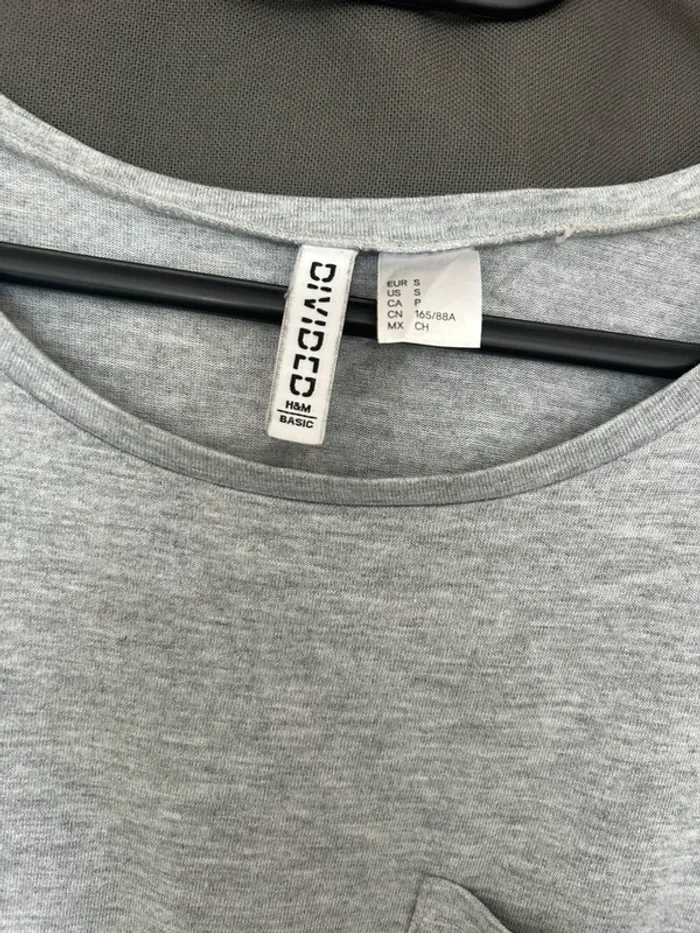 DIVIDED
H&M
BASIC
EUR S
US S
CA P
CN 165/88A
MX CH